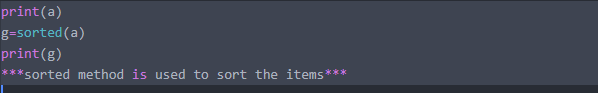 print(a)
g=sorted(a)
print(g)
***sorted method is used to sort the items***